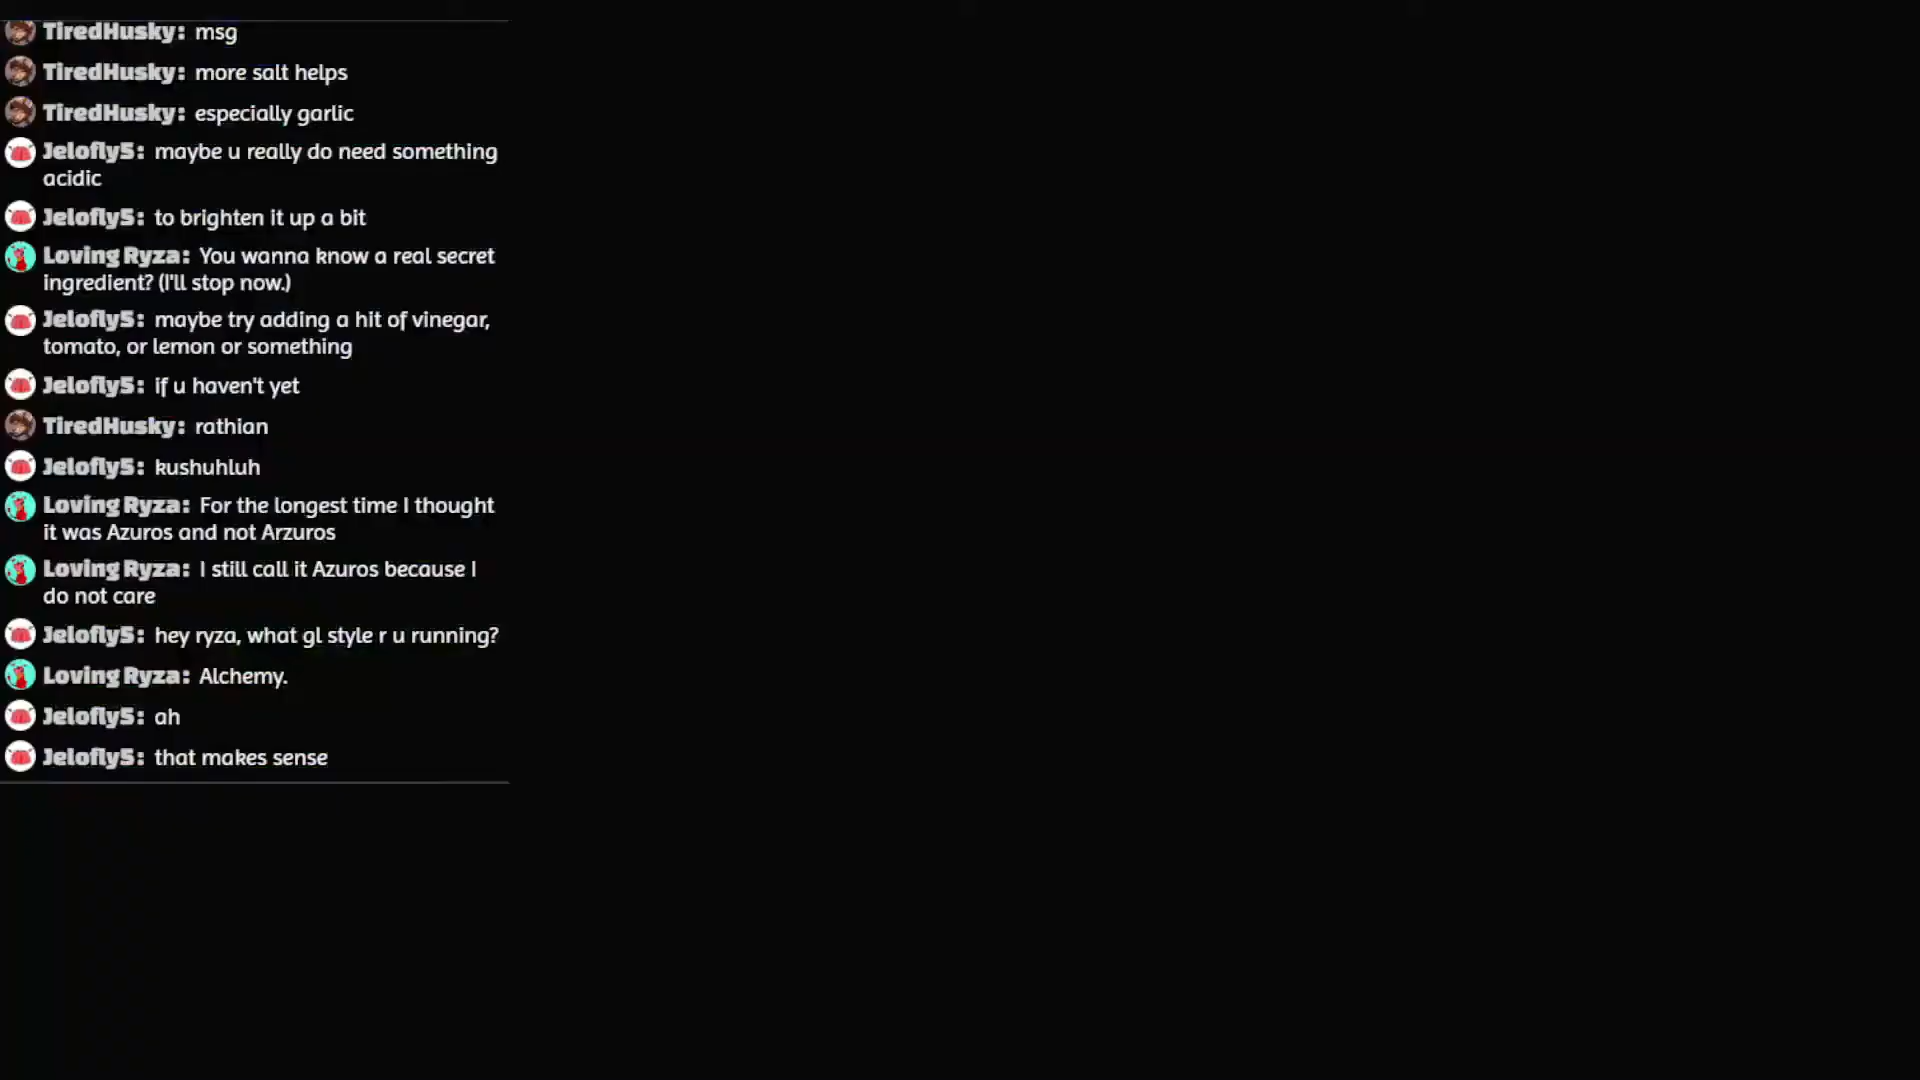 TiredHusky: msg
TiredHusky: more salt helps
TiredHusky: especially garlic
Jelofly5: maybe u really do need something
acidic
Jelofly5: to brighten it up a bit
Loving Ryza: You wanna know a real secret
ingredient? (I'll stop now.)
Jelofly5: maybe try adding a hit of vinegar,
tomato, or lemon or something
Jelofly5: if u haven't yet
TiredHusky: rathian
Jelofly5: kushuhluh
Loving Ryza: For the longest time I thought
it was Azuros and not Arzuros
Loving Ryza: I still call it Azuros because I
do not care
Jelofly5: hey ryza, what gl style r u running?
Loving Ryza: Alchemy.
Jelofly5: ah
Jelofly5: that makes sense